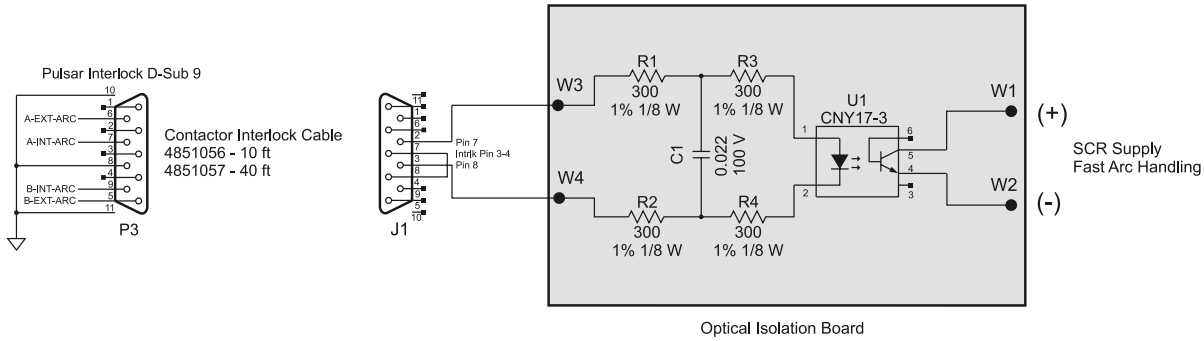 Pulsar Interlock D-Sub 9
10
1
A-EXT-ARC
6
2
A-INT-ARC
7
3
8
4
B-INT-ARC
9
B-EXT-ARC
5
11
P3
Contactor Interlock Cable
4851056 - 10 ft
4851057 - 40 ft
11
1
6
2
7
3
8
4
9
5
10
J1
Pin 7
Intrlk Pin 3-4
Pin 8
W3
W4
R1
300
1% 1/8 W
R3
300
1% 1/8 W
C1
0.022
100 V
R2
300
1% 1/8 W
R4
300
1% 1/8 W
U1
CNY17-3
1
2
6
5
4
3
W1
(+)
W2
(-)
SCR Supply
Fast Arc Handling
Optical Isolation Board